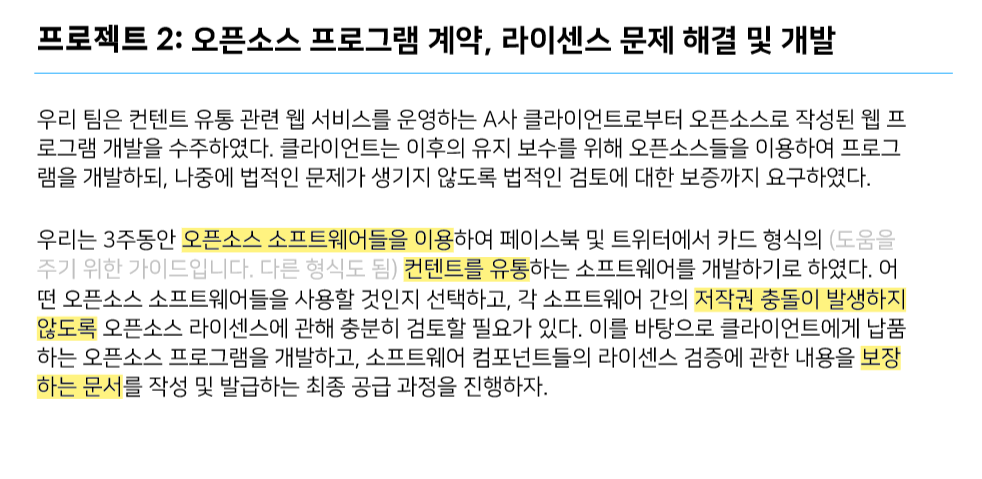 프로젝트 2: 오픈소스 프로그램 계약, 라이센스 문제 해결 및 개발
우리 팀은 컨텐트 유통 관련 웹 서비스를 운영하는 A사 클라이언트로부터 오픈소스로 작성된 웹 프
로그램 개발을 수주하였다. 클라이언트는 이후의 유지 보수를 위해 오픈소스들을 이용하여 프로그
램을 개발하되, 나중에 법적인 문제가 생기지 않도록 법적인 검토에 대한 보증까지 요구하였다.
우리는 3주동안 오픈소스 소프트웨어들을 이용하여 페이스북 및 트위터에서 카드 형식의 (도움을
주기 위한 가이드입니다. 다른 형식도 됨) 컨텐트를 유통하는 소프트웨어를 개발하기로 하였다. 어
떤 오픈소스 소프트웨어들을 사용할 것인지 선택하고, 각 소프트웨어 간의 저작권 충돌이 발생하지
않도록 오픈소스 라이센스에 관해 충분히 검토할 필요가 있다. 이를 바탕으로 클라이언트에게 납품
하는 오픈소스 프로그램을 개발하고, 소프트웨어 컴포넌트들의 라이센스 검증에 관한 내용을 보장
하는 문서를 작성 및 발급하는 최종 공급 과정을 진행하자.